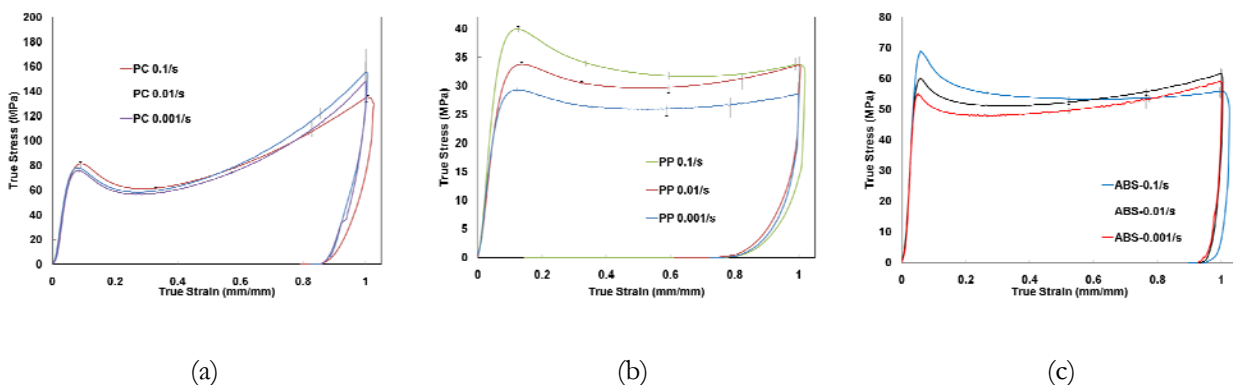 True Stress (MPa)
200
180
160
140
120
100
80
60
40
20
0
PC 0.1/s
PC 0.01/s
PC 0.001/s
0
0.2
0.4
0.6
0.8
1
True Strain (mm/mm)
(a)
True Stress (MPa)
40
35
30
25
20
15
10
5
0
PP 0.1/s
PP 0.01/s
PP 0.001/s
0
0.2
0.4
0.6
0.8
1
True Strain (mm/mm)
(b)
True Stress (MPa)
80
70
60
50
40
30
20
10
0
ABS-0.1/s
ABS-0.01/s
ABS-0.001/s
0
0.2
0.4
0.6
0.8
1
True Strain (mm/mm)
(c)